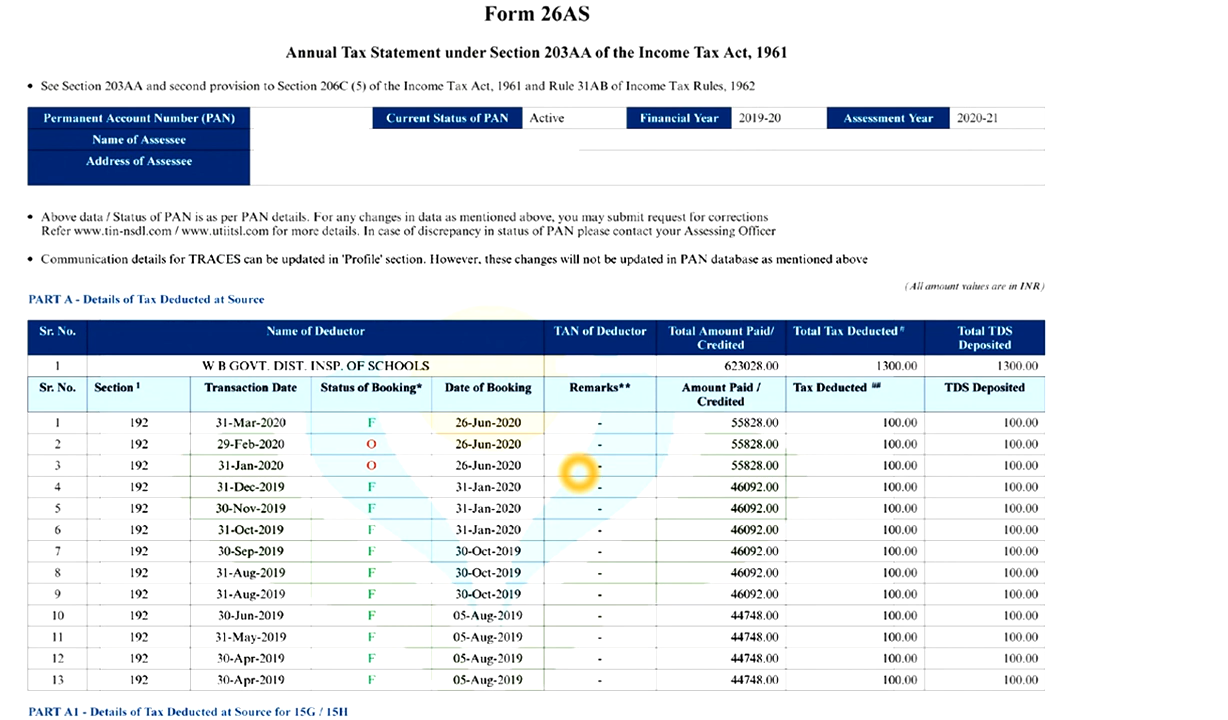 Form 26AS
Annual Tax Statement under Section 203AA of the Income Tax Act, 1961
• See Section 203AA and second provision to Section 206C (5) of the Income Tax Act, 1961 and Rule 31AB of Income Tax Rules, 1962
Permanent Account Number (PAN) Current Status of PAN Active Financial Year 2019-20 Assessment Year 2020-21
Name of Assessee
Address of Assessee
• Above data / Status of PAN is as per PAN details. For any changes in data as mentioned above, you may submit request for corrections
Refer www.tin-nsdl.com / www.utiitsl.com for more details. In case of discrepancy in status of PAN please contact your Assessing Officer
• Communication details for TRACES can be updated in 'Profile' section. However, these changes will not be updated in PAN database as mentioned above
(All amount values are in INR)
PART A - Details of Tax Deducted at Source
Sr. No. Name of Deductor TAN of Deductor Total Amount Paid/ Total Tax Deducted# Total TDS
Credited Deposited
1 W B GOVT. DIST. INSP. OF SCHOOLS 623028.00 1300.00 1300.00
Sr. No. Section 1 Transaction Date Status of Booking* Date of Booking Remarks** Amount Paid / Tax Deducted ## TDS Deposited
Credited
1 192 31-Mar-2020 F 26-Jun-2020 - 55828.00 100.00 100.00
2 192 29-Feb-2020 O 26-Jun-2020 - 55828.00 100.00 100.00
3 192 31-Jan-2020 O 26-Jun-2020 - 55828.00 100.00 100.00
4 192 31-Dec-2019 F 31-Jan-2020 - 46092.00 100.00 100.00
5 192 30-Nov-2019 F 31-Jan-2020 - 46092.00 100.00 100.00
6 192 31-Oct-2019 F 31-Jan-2020 - 46092.00 100.00 100.00
7 192 30-Sep-2019 F 30-Oct-2019 - 46092.00 100.00 100.00
8 192 31-Aug-2019 F 30-Oct-2019 - 46092.00 100.00 100.00
9 192 31-Aug-2019 F 30-Oct-2019 - 46092.00 100.00 100.00
10 192 30-Jun-2019 F 05-Aug-2019 - 44748.00 100.00 100.00
11 192 31-May-2019 F 05-Aug-2019 - 44748.00 100.00 100.00
12 192 30-Apr-2019 F 05-Aug-2019 - 44748.00 100.00 100.00
13 192 30-Apr-2019 F 05-Aug-2019 - 44748.00 100.00 100.00
PART A1 - Details of Tax Deducted at Source for 15G / 15H